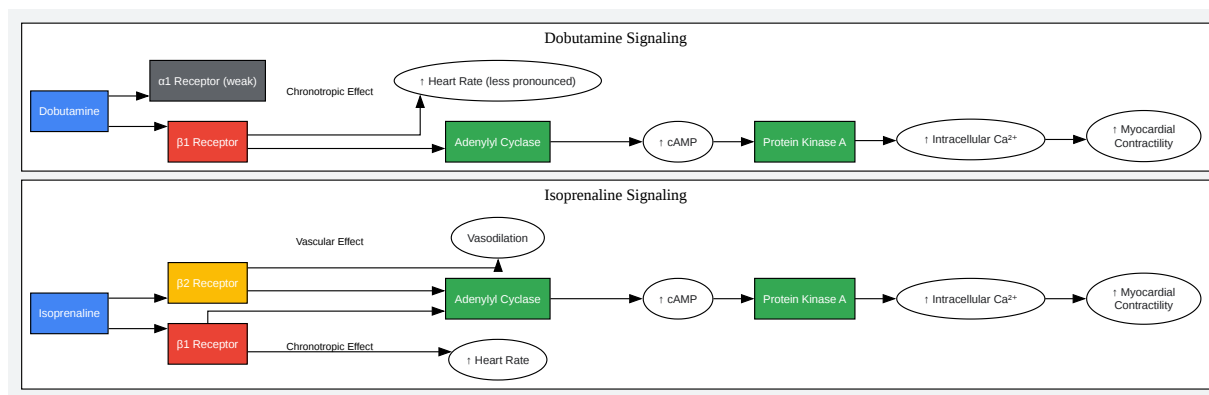 Dobutamine Signaling
α1 Receptor (weak)
Chronotropic Effect
↑ Heart Rate (less pronounced)
Dobutamine
β1 Receptor
Adenylyl Cyclase
↑ cAMP
Protein Kinase A
↑ Intracellular Ca²⁺
↑ Myocardial
Contractility
Isoprenaline Signaling
Vascular Effect
Vasodilation
β2 Receptor
Isoprenaline
Adenylyl Cyclase
↑ cAMP
Protein Kinase A
↑ Intracellular Ca²⁺
↑ Myocardial
Contractility
β1 Receptor
Chronotropic Effect
↑ Heart Rate